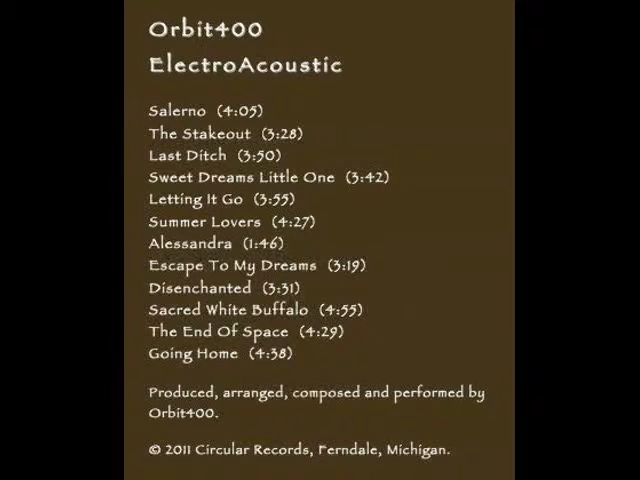 Orbit400
ElectroAcoustic
Salerno (4:05)
The Stakeout (3:28)
Last Ditch (3:50)
Sweet Dreams Little One (3:42)
Letting It Go (3:55)
Summer Lovers (4:27)
Alessandra (1:46)
Escape To My Dreams (3:19)
Disenchanted (3:31)
Sacred White Buffalo (4:55)
The End Of Space (4:29)
Going Home (4:38)
Produced, arranged, composed and performed by
Orbit400.
© 2011 Circular Records, Ferndale, Michigan.